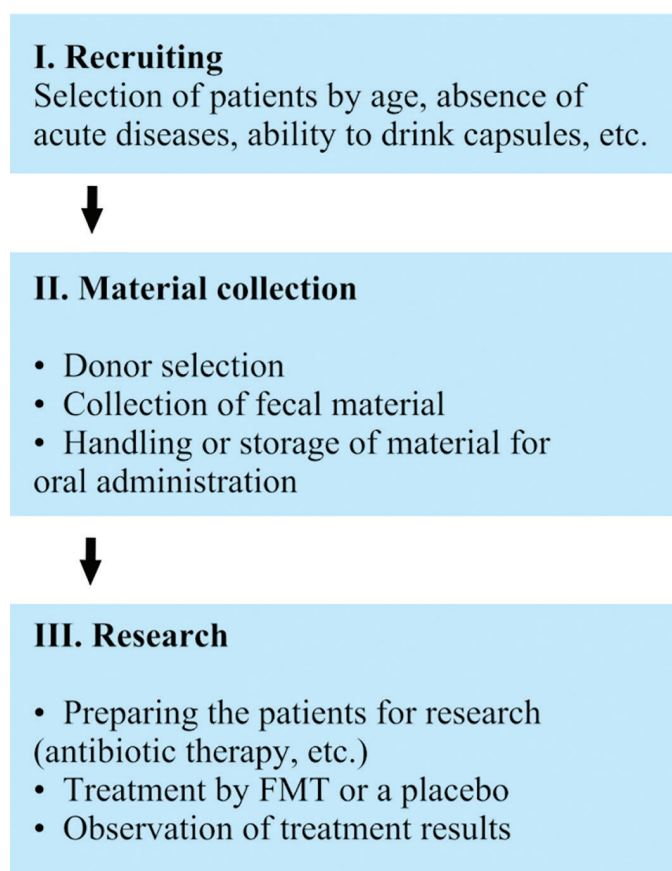 I. Recruiting
Selection of patients by age, absence of
acute diseases, ability to drink capsules, etc.
II. Material collection
• Donor selection
• Collection of fecal material
• Handling or storage of material for
oral administration
III. Research
• Preparing the patients for research
(antibiotic therapy, etc.)
• Treatment by FMT or a placebo
• Observation of treatment results